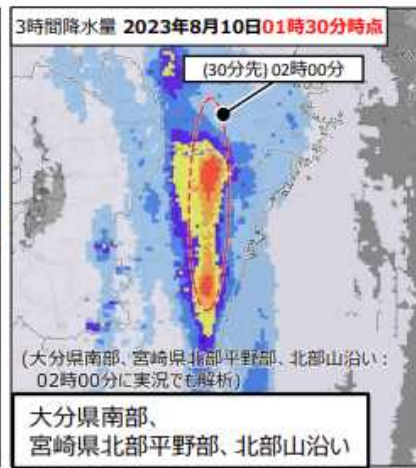 3時間降水量 2023年8月10日01時30分時点
(30分先) 02時00分
(大分県南部、宮崎県北部平野部、北部山沿い：
02時00分に実況でも解析)
大分県南部、
宮崎県北部平野部、北部山沿い